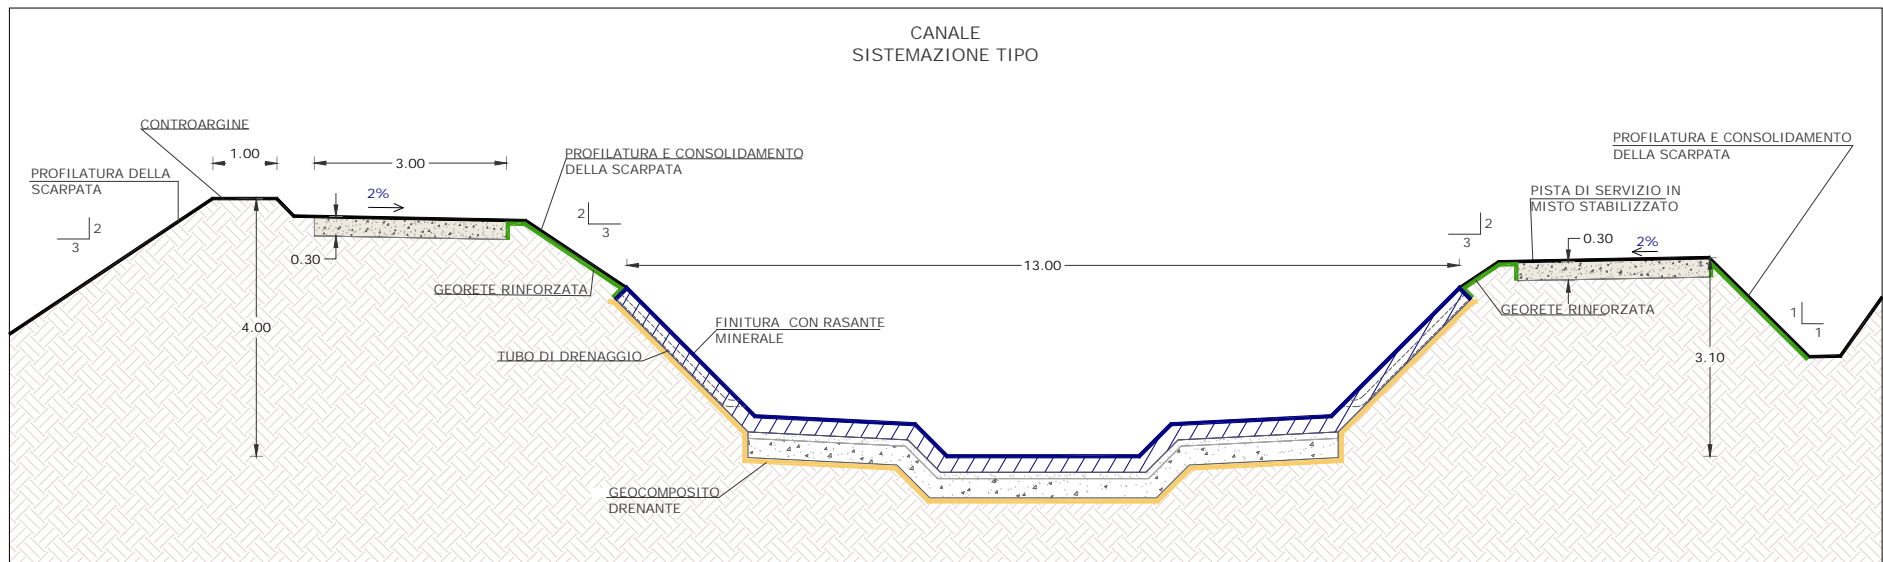 CANALE
SISTEMAZIONE TIPO
CONTROARGINE
1.00
3.00
PROFILATURA DELLA
SCARPATA
2%
PROFILATURA E CONSOLIDAMENTO
DELLA SCARPATA
PROFILATURA E CONSOLIDAMENTO
DELLA SCARPATA
PISTA DI SERVIZIO IN
MISTO STABILIZZATO
2
3
2
3
2
3
0.30
2%
0.30
13.00
GEORETE RINFORZATA
GEORETE RINFORZATA
4.00
FINITURA CON RASANTE
MINERALE
1
1
TUBO DI DRENAGGIO
3.10
GEOCOMPOSITO
DRENANTE